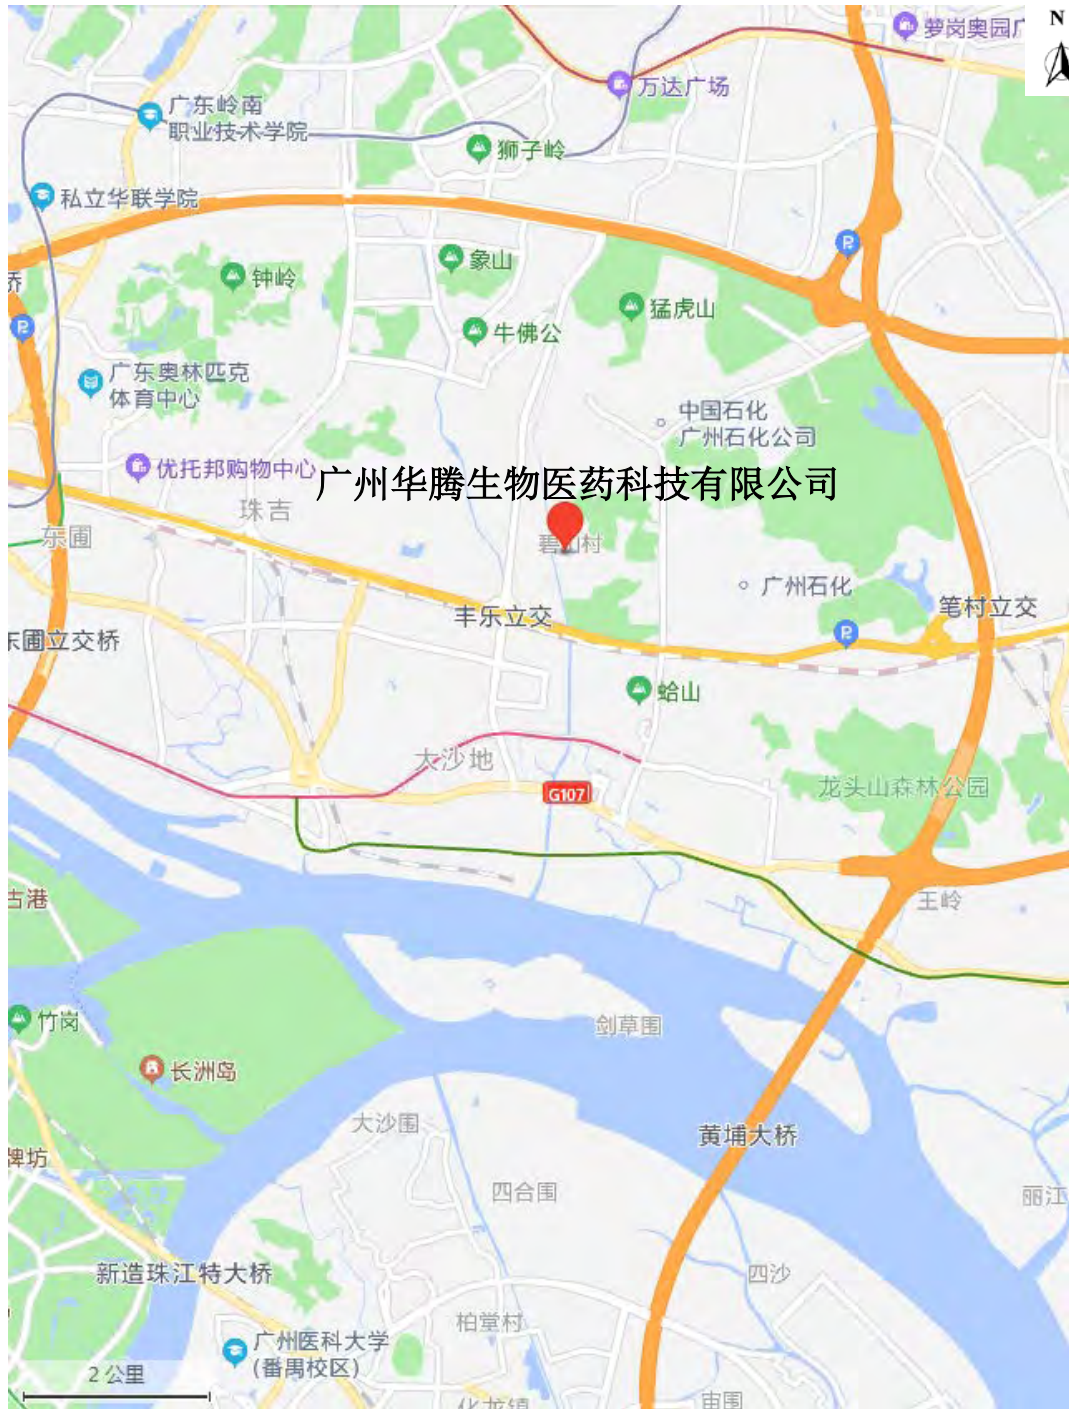 N
萝岗奥园广
万达广场
广东岭南
职业技术学院
狮子岭
私立华联学院
象山
钟岭
桥
猛虎山
牛佛公
广东奥林匹克
体育中心
中国石化
广州石化公司
优托邦购物中心
广州华腾生物医药科技有限公司
珠吉
东圃
碧山村
广州石化
笔村立交
丰乐立交
东圃立交桥
蛤山
大沙地
龙头山森林公园
G107
古港
王岭
竹岗
剑草围
长洲岛
大沙围
黄埔大桥
牌坊
四合围
丽江
新造珠江特大桥
四沙
柏堂村
广州医科大学
(番禺校区)
2 公里
化龙镇